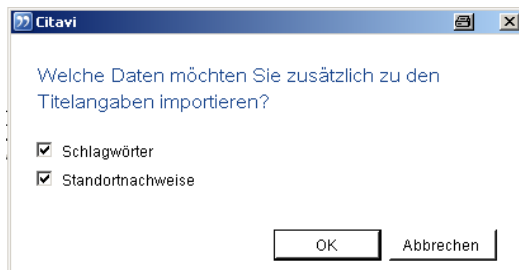 Citavi
Welche Daten möchten Sie zusätzlich zu den
Titelangaben importieren?
Schlagwörter
Standortnachweise
OK
Abbrechen